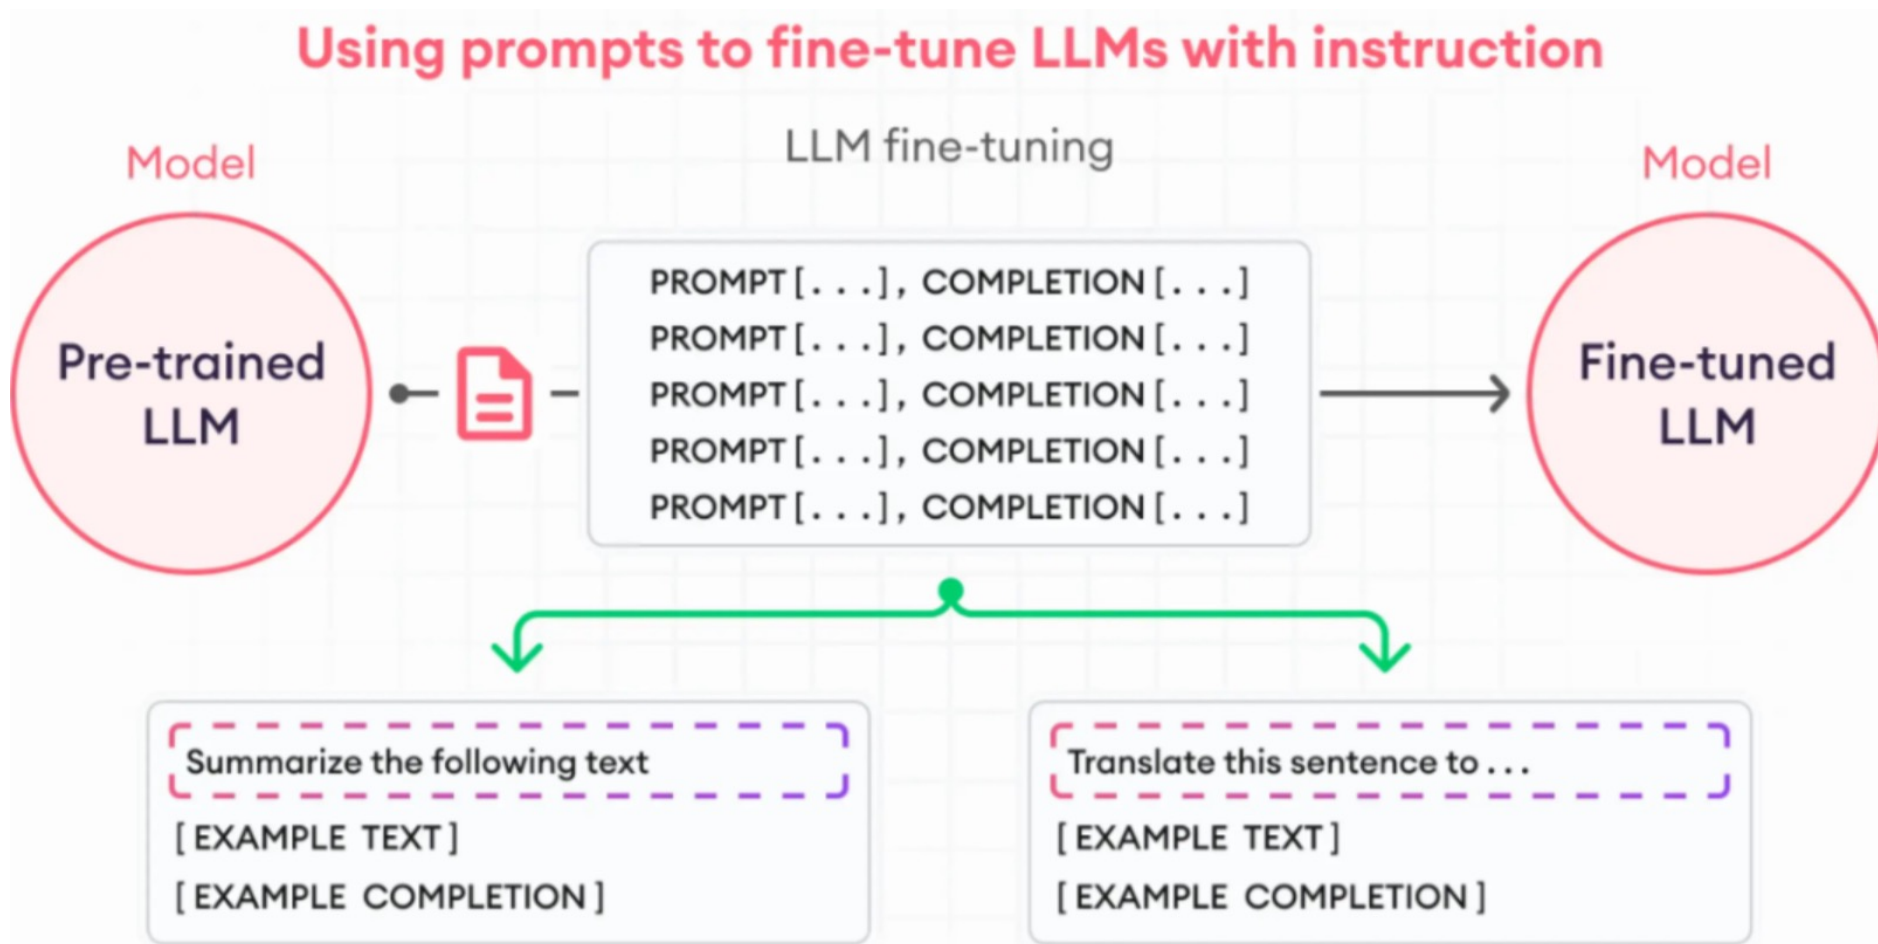 Using prompts to fine-tune LLMs with instruction
LLM fine-tuning
Model
Pre-trained
LLM
PROMPT[...], COMPLETION[...]
PROMPT[...], COMPLETION[...]
PROMPT[...], COMPLETION[...]
PROMPT[...], COMPLETION[...]
PROMPT[...], COMPLETION[...]
Model
Fine-tuned
LLM
Summarize the following text
[EXAMPLE TEXT]
[EXAMPLE COMPLETION]
Translate this sentence to ...
[EXAMPLE TEXT]
[EXAMPLE COMPLETION]